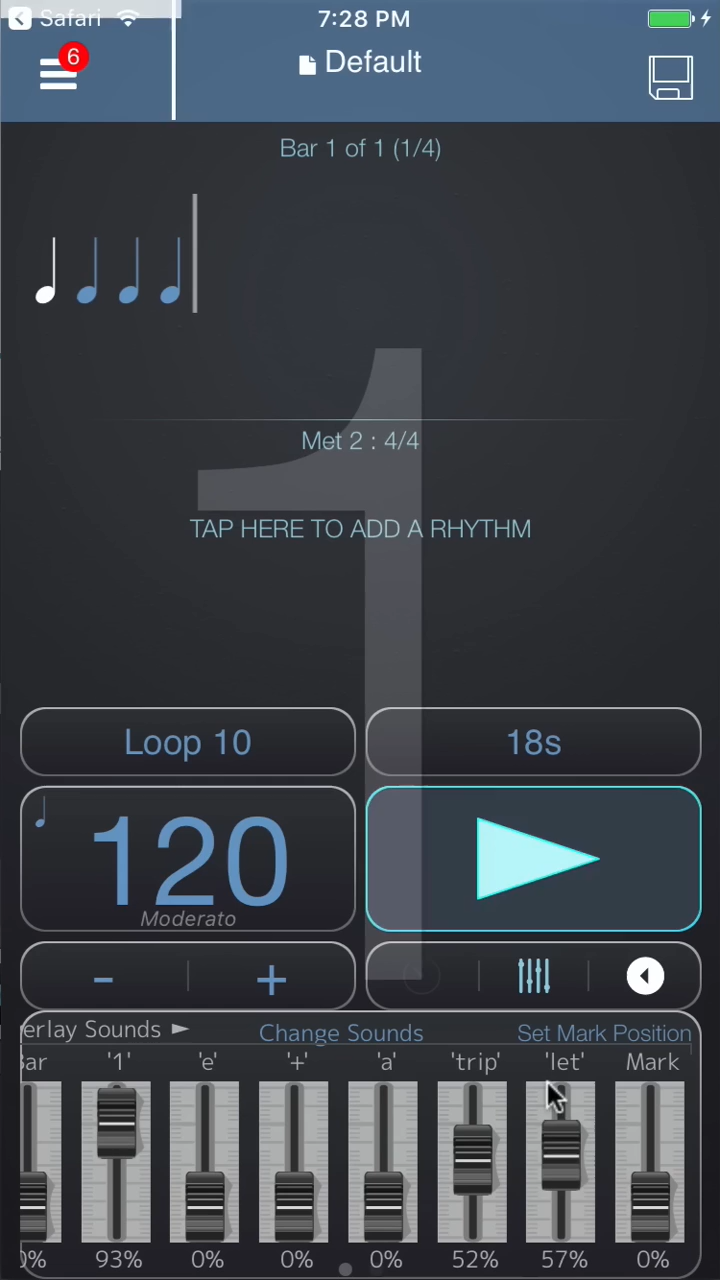 Safari 7:28 PM
6 Default
Bar 1 of 1 (1/4)
1
Met 2 : 4/4
TAP HERE TO ADD A RHYTHM
Loop 10 18s
120
Moderato
- +
erlay Sounds ► Change Sounds Set Mark Position
Bar '1' 'e' '+' 'a' 'trip' 'let' Mark
0% 93% 0% 0% 0% 52% 57% 0%